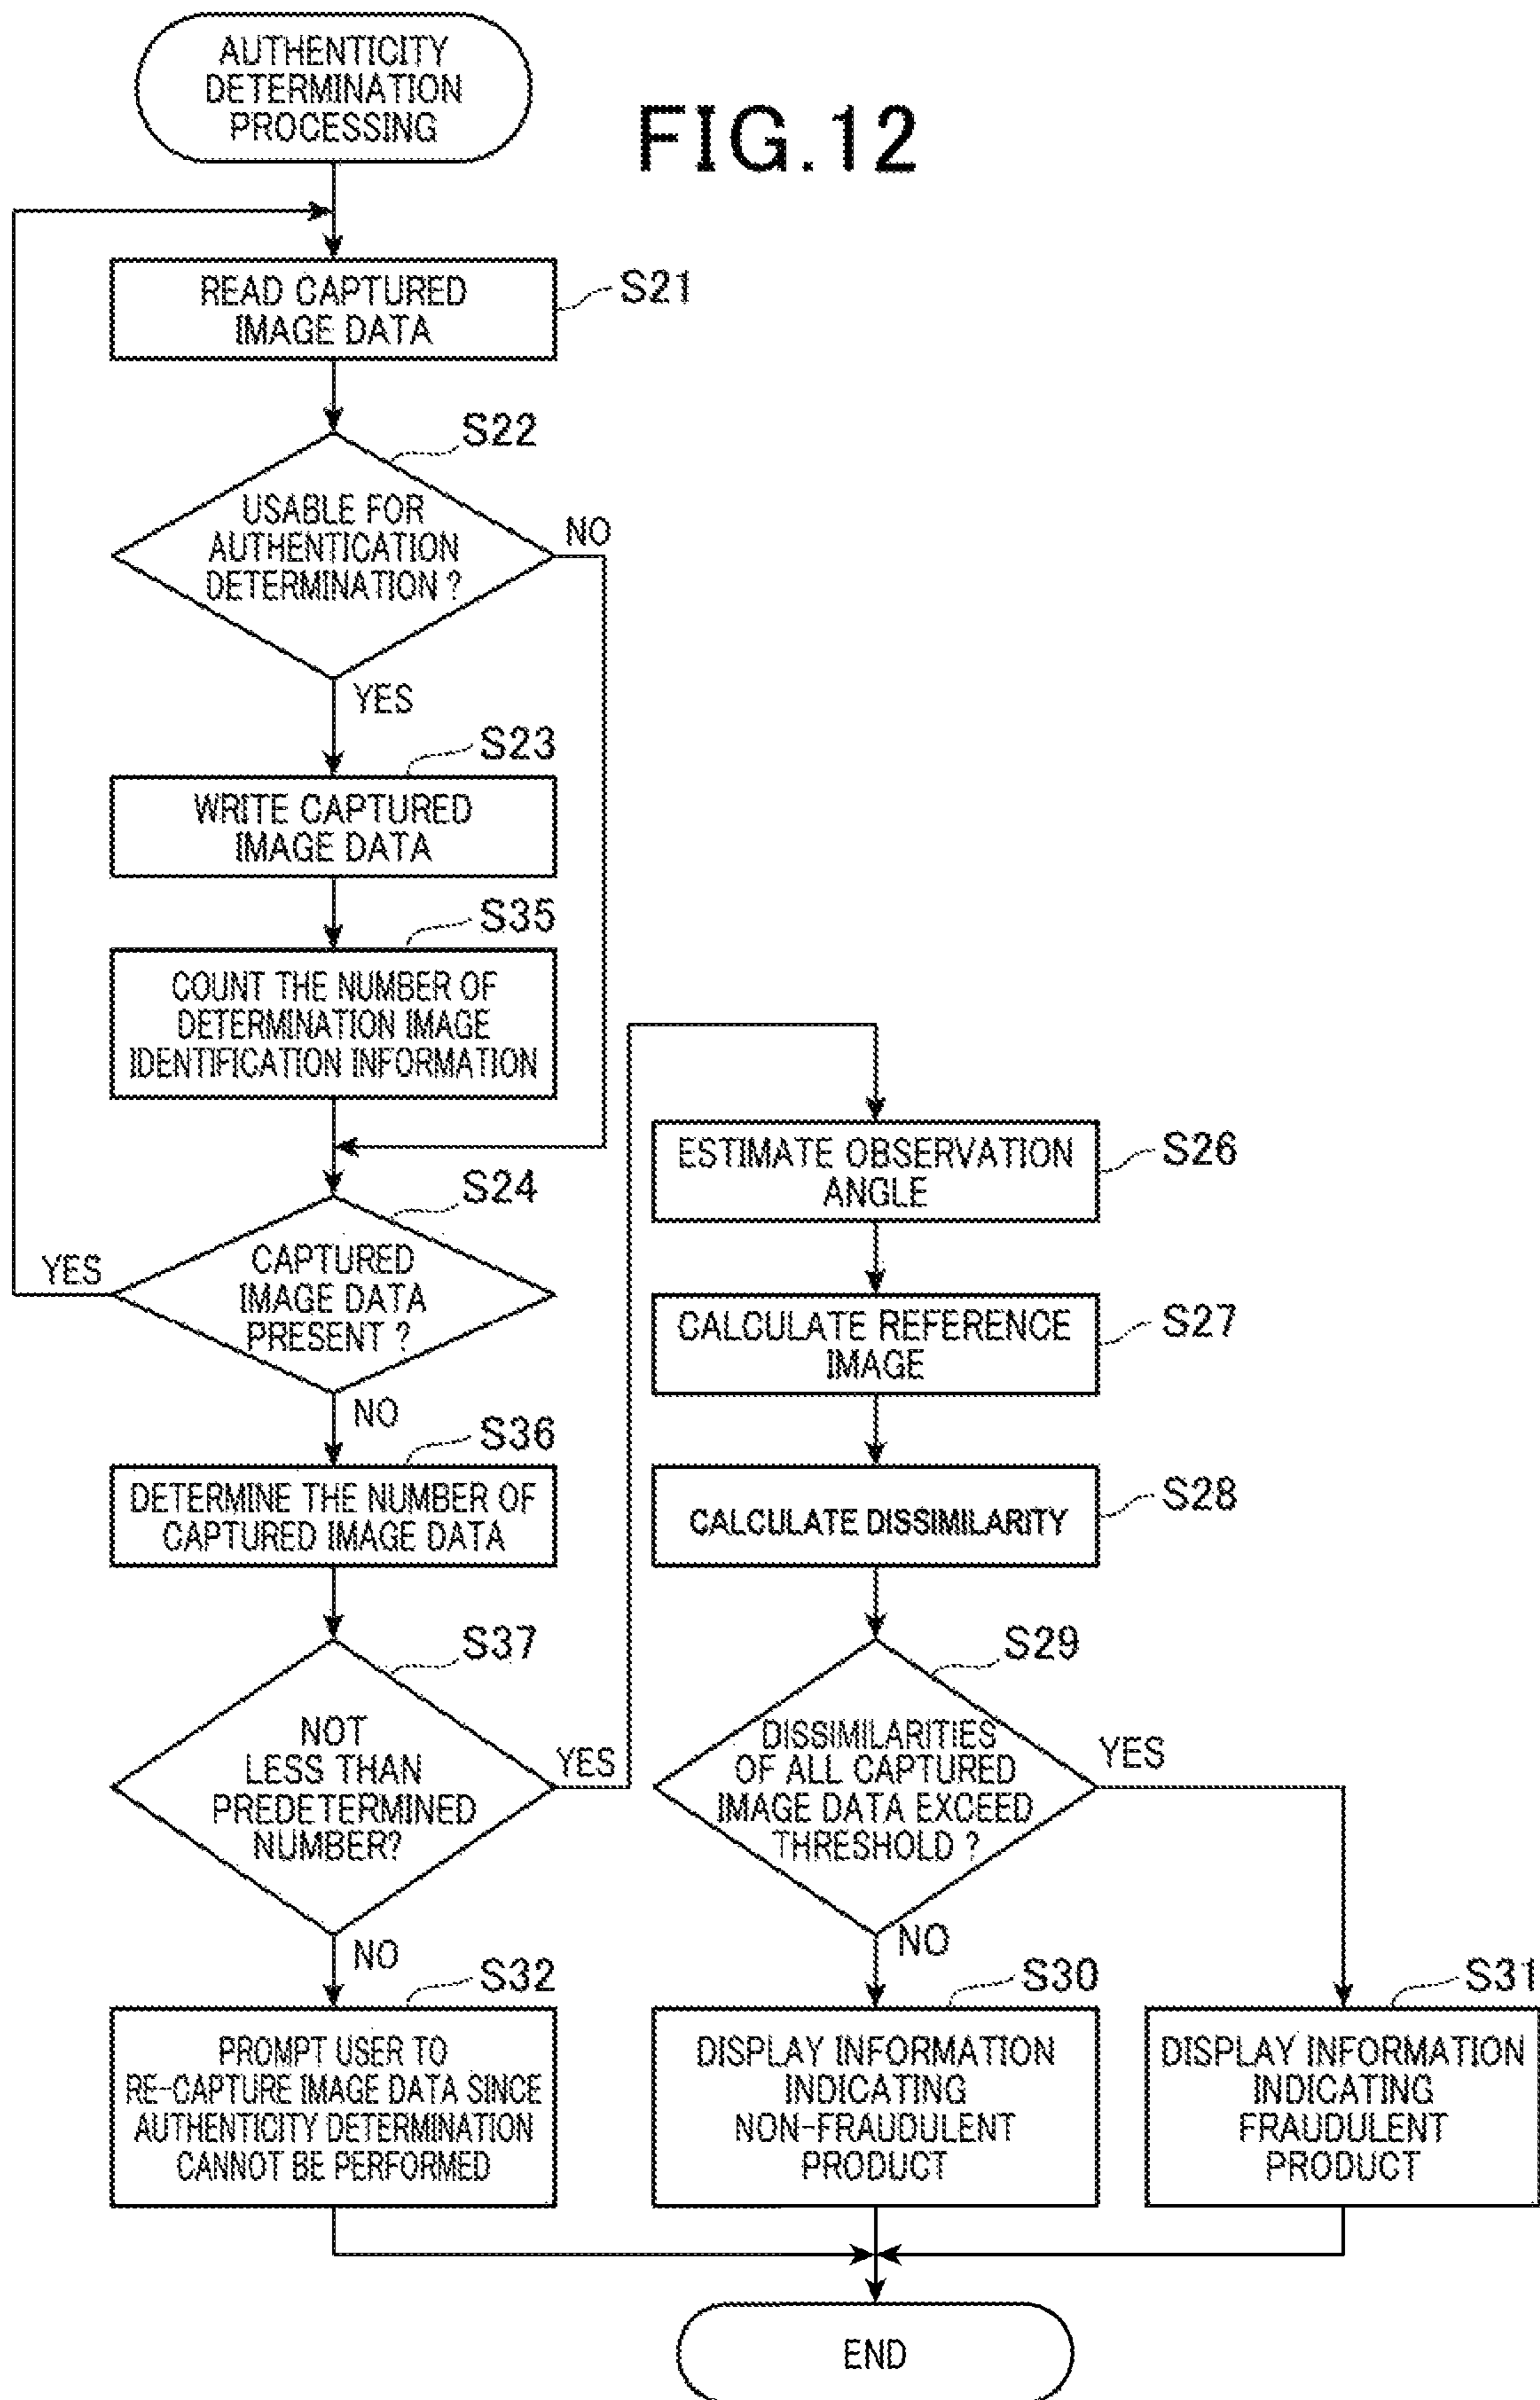 AUTHENTICITY
DETERMINATION
PROCESSING
FIG.12
READ CAPTURED
IMAGE DATA
S21
S22
USABLE FOR
AUTHENTICATION
DETERMINATION ?
NO
YES
S23
WRITE CAPTURED
IMAGE DATA
S35
COUNT THE NUMBER OF
DETERMINATION IMAGE
IDENTIFICATION INFORMATION
S24
CAPTURED
IMAGE DATA
PRESENT ?
YES
NO
S36
DETERMINE THE NUMBER OF
CAPTURED IMAGE DATA
S37
NOT
LESS THAN
PREDETERMINED
NUMBER?
YES
NO
S32
PROMPT USER TO
RE-CAPTURE IMAGE DATA SINCE
AUTHENTICITY DETERMINATION
CANNOT BE PERFORMED
ESTIMATE OBSERVATION
ANGLE
S26
CALCULATE REFERENCE
IMAGE
S27
CALCULATE DISSIMILARITY
S28
S29
DISSIMILARITIES
OF ALL CAPTURED
IMAGE DATA EXCEED
THRESHOLD ?
YES
NO
S30
DISPLAY INFORMATION
INDICATING
NON-FRAUDULENT
PRODUCT
S31
DISPLAY INFORMATION
INDICATING
FRAUDULENT
PRODUCT
END